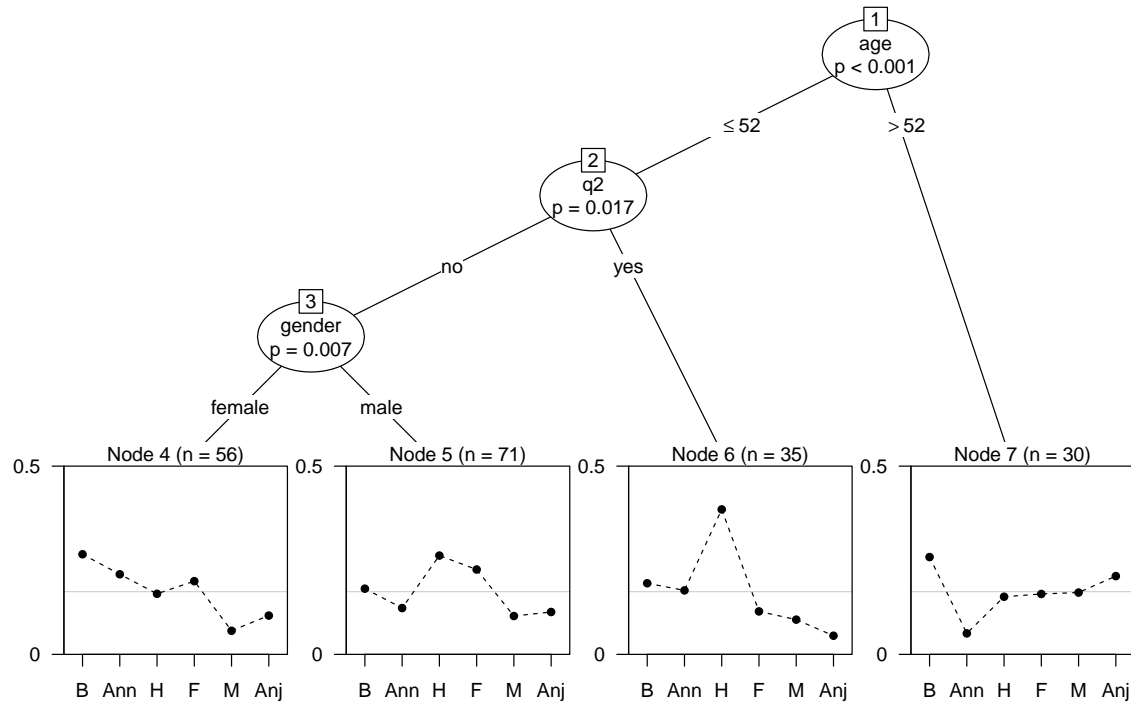 1
age
p < 0.001
≤ 52
> 52
2
q2
p = 0.017
no
yes
3
gender
p = 0.007
female
male
Node 4 (n = 56)
0.5
0
B Ann H F M Anj
Node 5 (n = 71)
0.5
0
B Ann H F M Anj
Node 6 (n = 35)
0.5
0
B Ann H F M Anj
Node 7 (n = 30)
0.5
0
B Ann H F M Anj